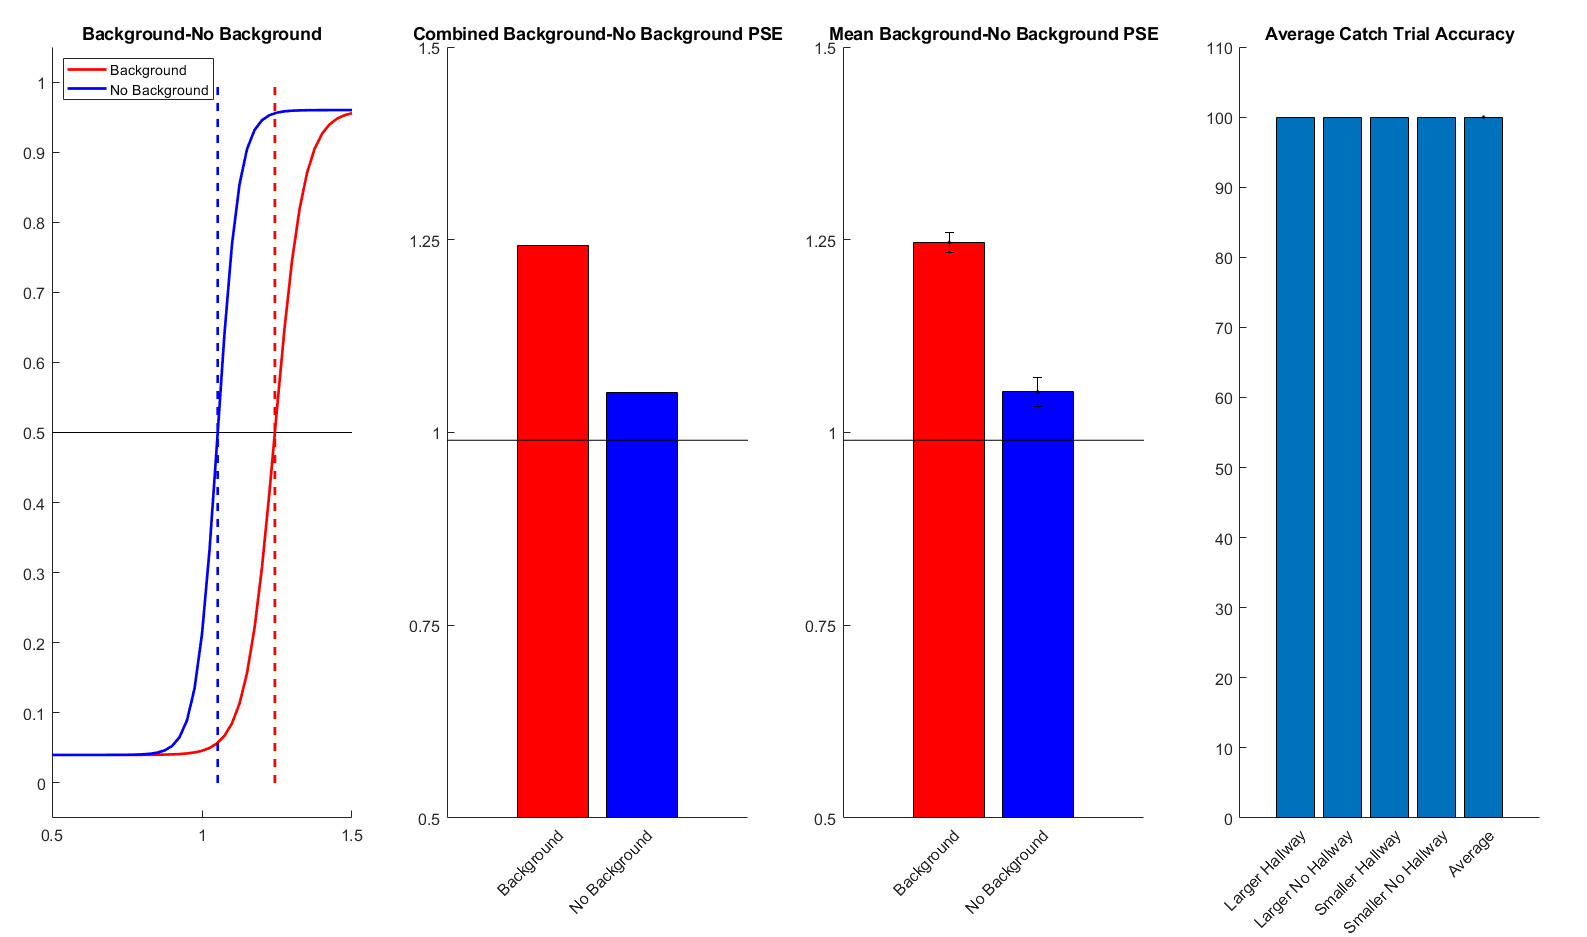 Background-No Background
Background
No Background
1
0.9
0.8
0.7
0.6
0.5
0.4
0.3
0.2
0.1
0
0.5
1
1.5
Combined Background-No Background PSE
1.5
1.25
1
0.75
0.5
Background
No Background
Mean Background-No Background PSE
1.5
1.25
1
0.75
0.5
Background
No Background
Average Catch Trial Accuracy
110
100
90
80
70
60
50
40
30
20
10
0
Larger Hallway
Larger No Hallway
Smaller Hallway
Smaller No Hallway
Average